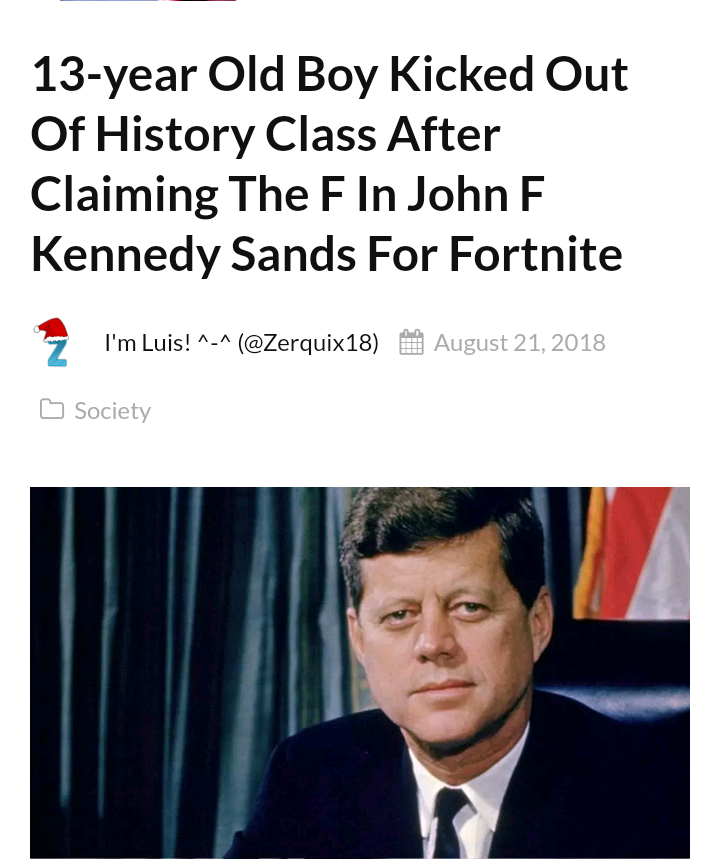 13-year Old Boy Kicked Out
Of History Class After
Claiming The F In John F
Kennedy Sands For Fortnite
I'm Luis! ^-^ (@Zerquix18) August 21, 2018
Society